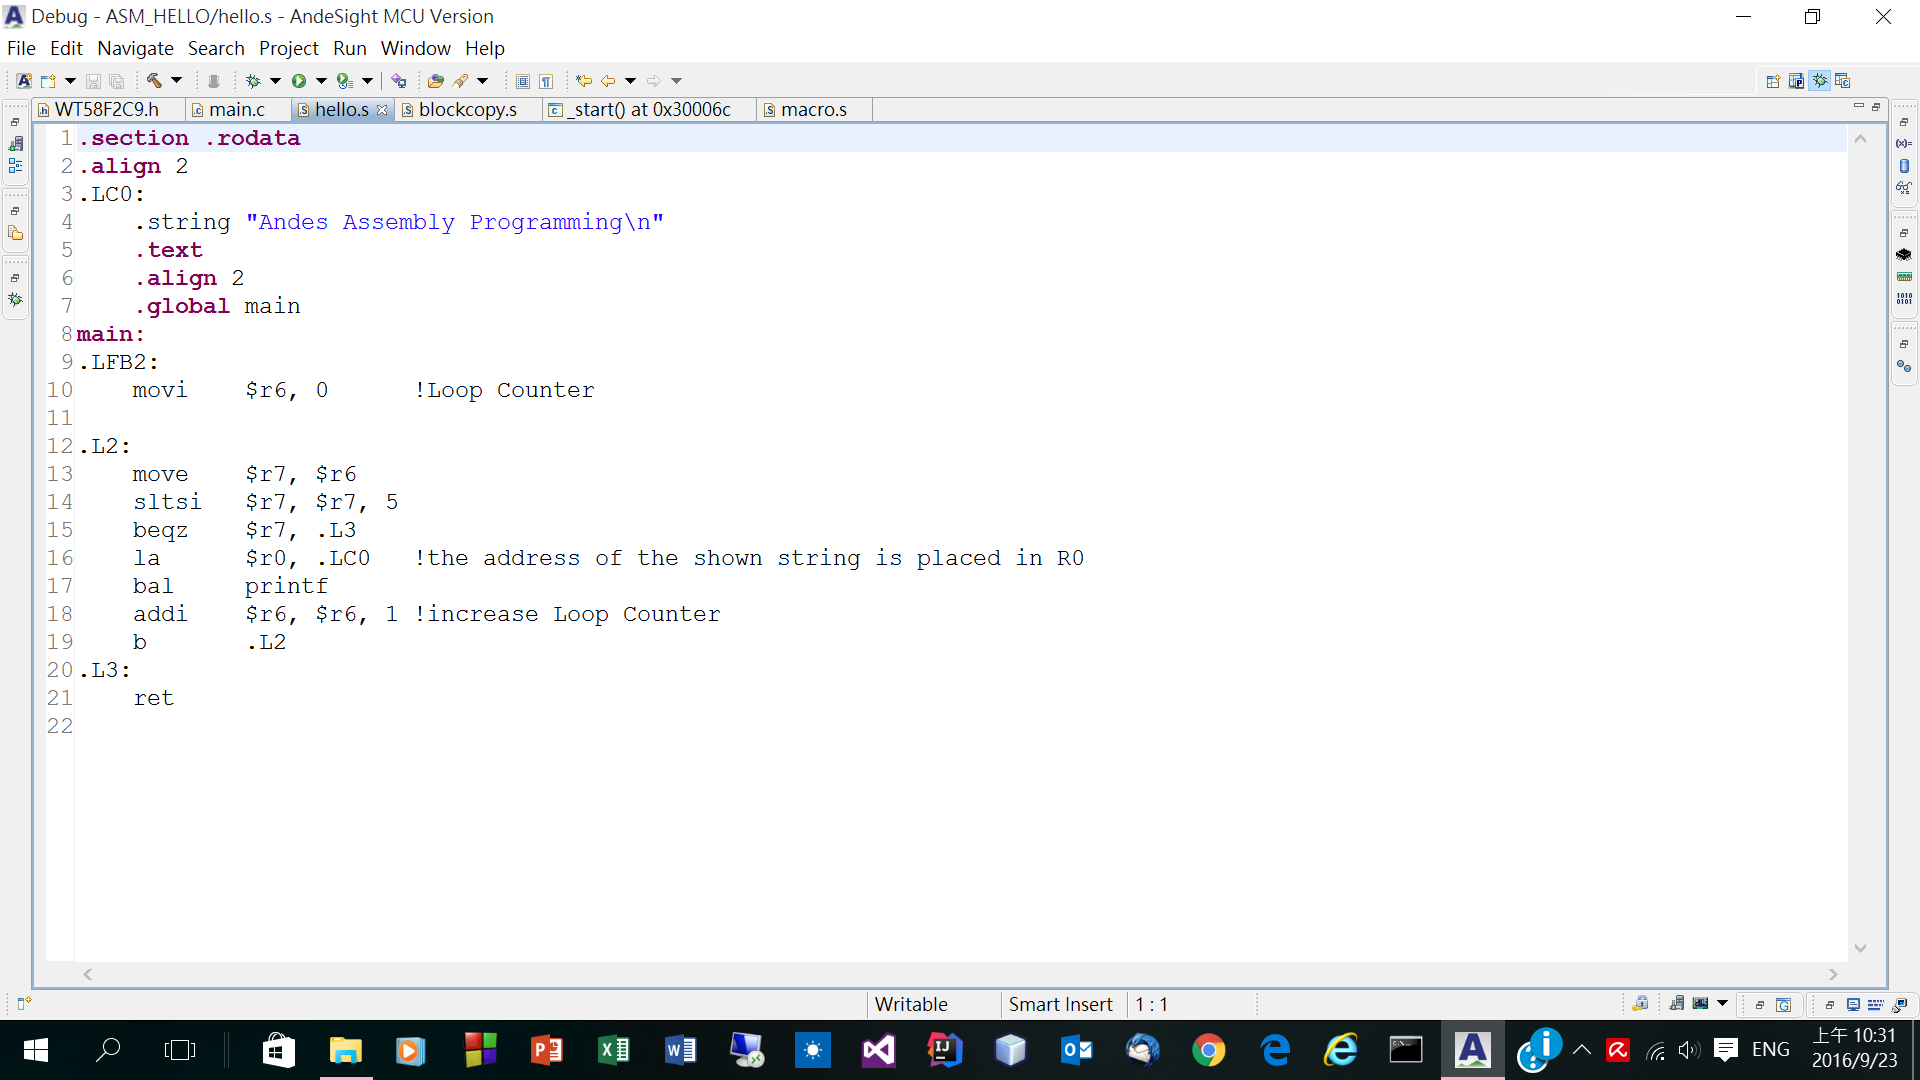 Debug - ASM_HELLO/hello.s - AndeSight MCU Version
File Edit Navigate Search Project Run Window Help
WT58F2C9.h main.c hello.s blockcopy.s _start() at 0x30006c macro.s
1 .section .rodata
2 .align 2
3 .LC0:
4 .string "Andes Assembly Programming\n"
5 .text
6 .align 2
7 .global main
8 main:
9 .LFB2:
10 movi $r6, 0 !Loop Counter
11
12 .L2:
13 move $r7, $r6
14 sltsi $r7, $r7, 5
15 beqz $r7, .L3
16 la $r0, .LC0 !the address of the shown string is placed in R0
17 bal printf
18 addi $r6, $r6, 1 !increase Loop Counter
19 b .L2
20 .L3:
21 ret
22
Writable Smart Insert 1 : 1
ENG 上午 10:31
2016/9/23